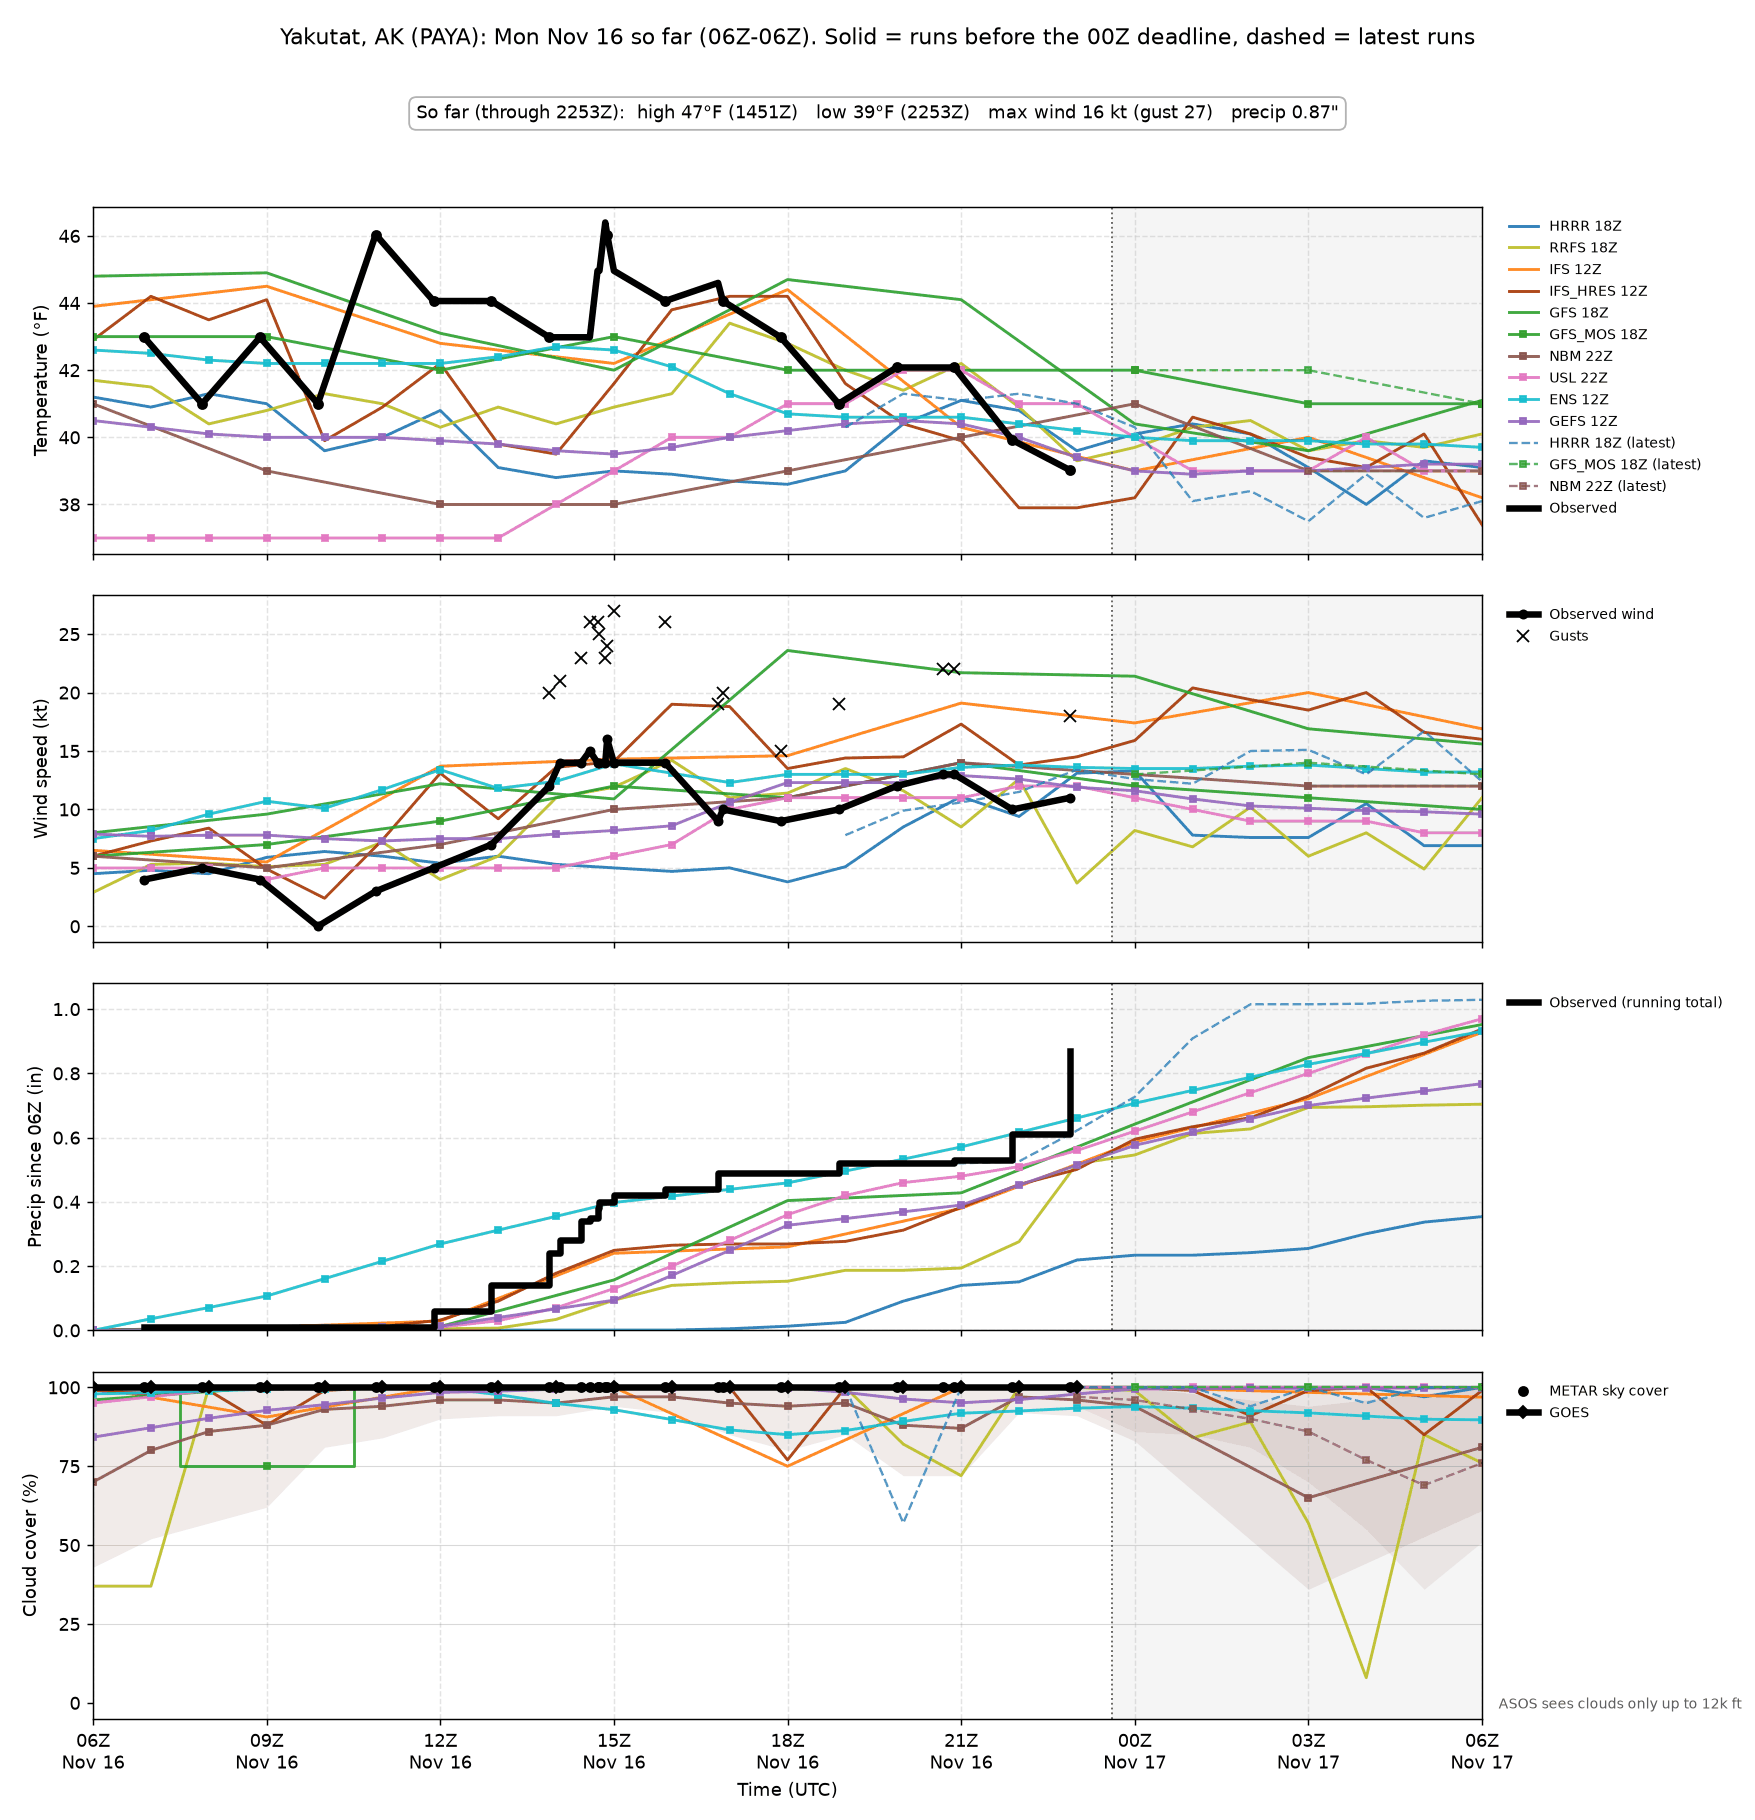 Yakutat, AK (PAYA): Mon Nov 16 so far (06Z-06Z). Solid = runs before the 00Z deadline, dashed = latest runs
So far (through 2253Z):  high 47°F (1451Z)   low 39°F (2253Z)   max wind 16 kt (gust 27)   precip 0.87"
Temperature (°F)
46
44
42
40
38
HRRR 18Z
RRFS 18Z
IFS 12Z
IFS_HRES 12Z
GFS 18Z
GFS_MOS 18Z
NBM 22Z
USL 22Z
ENS 12Z
GEFS 12Z
HRRR 18Z (latest)
GFS_MOS 18Z (latest)
NBM 22Z (latest)
Observed
Wind speed (kt)
25
20
15
10
5
0
Observed wind
Gusts
Precip since 06Z (in)
1.0
0.8
0.6
0.4
0.2
0.0
Observed (running total)
Cloud cover (%)
100
75
50
25
0
METAR sky cover
GOES
ASOS sees clouds only up to 12k ft
06Z 09Z 12Z 15Z 18Z 21Z 00Z 03Z 06Z
Nov 16 Nov 16 Nov 16 Nov 16 Nov 16 Nov 16 Nov 17 Nov 17 Nov 17
Time (UTC)